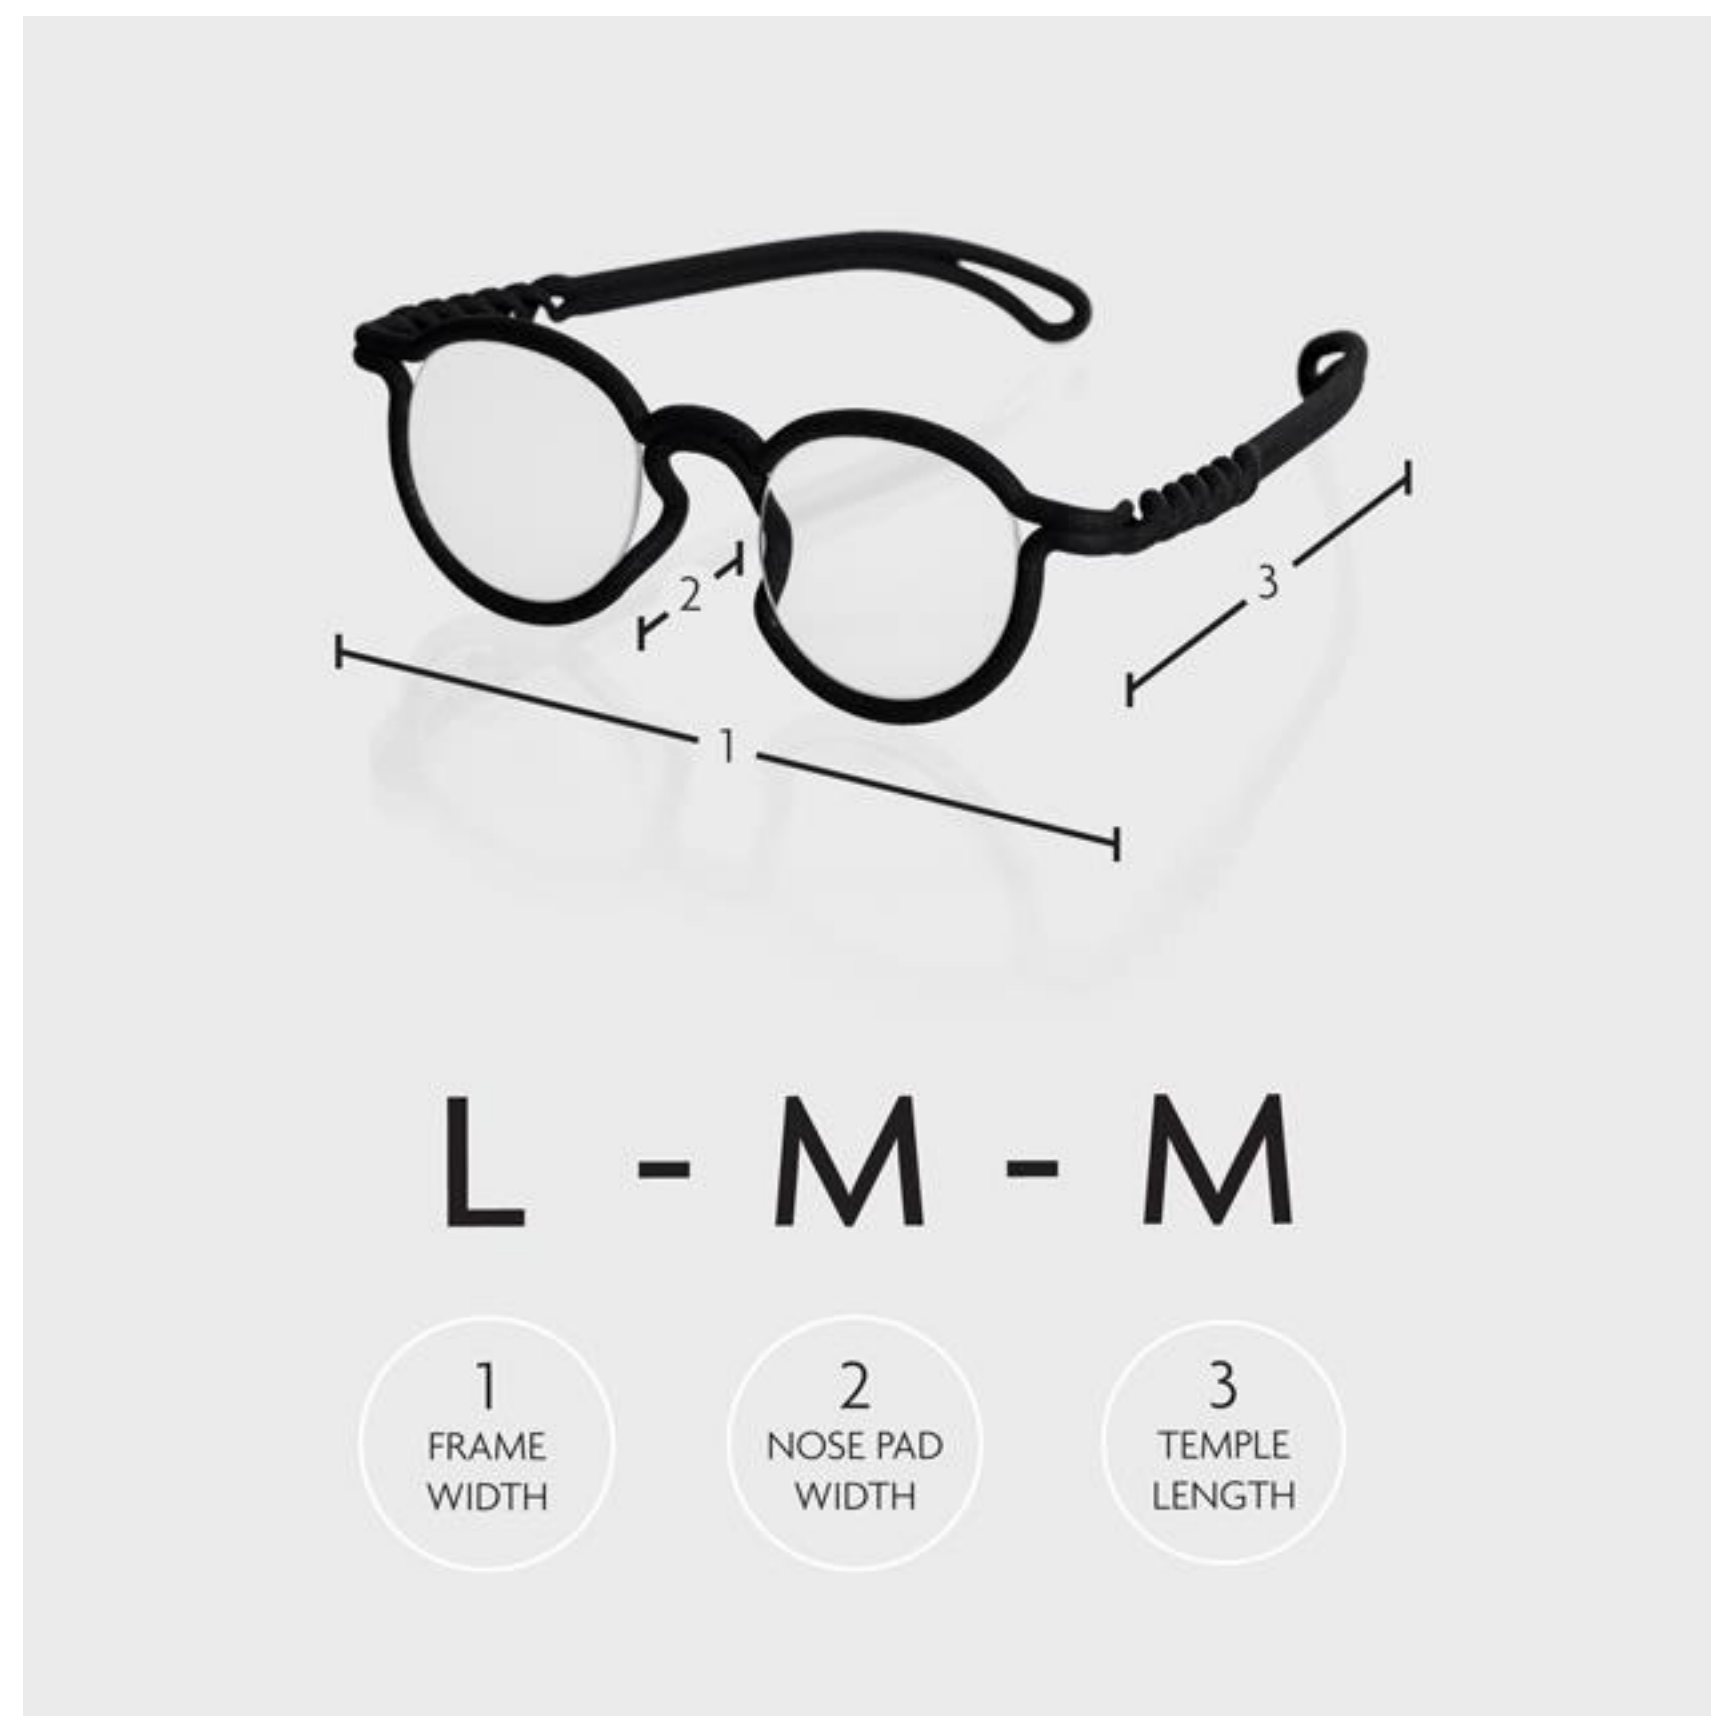 2
3
1
L - M - M
1
FRAME
WIDTH
2
NOSE PAD
WIDTH
3
TEMPLE
LENGTH